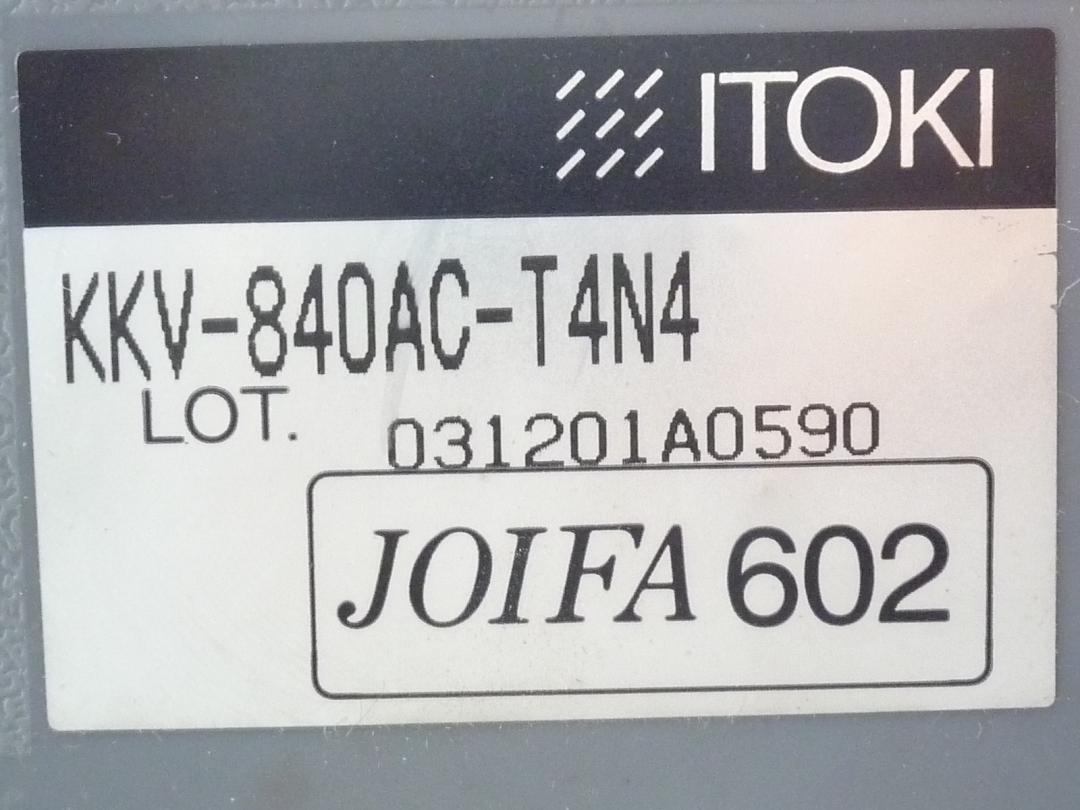 ITOKI
KKV-840AC-T4N4
LOT. 031201A0590
JOIFA 602